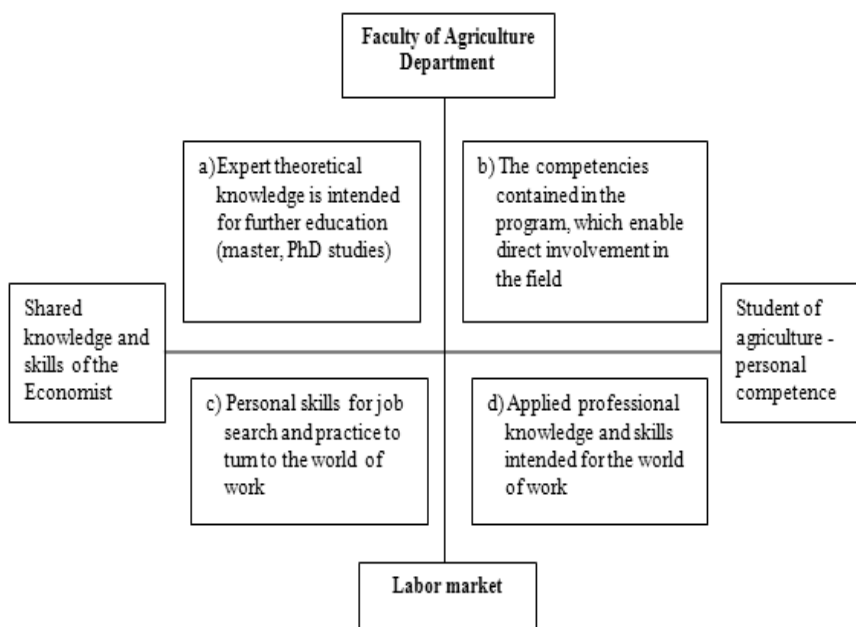 Faculty of Agriculture
Department
a) Expert theoretical
knowledge is intended
for further education
(master, PhD studies)
b) The competencies
contained in the
program, which enable
direct involvement in
the field
Shared
knowledge and
skills of the
Economist
Student of
agriculture -
personal
competence
c) Personal skills for job
search and practice to
turn to the world of
work
d) Applied professional
knowledge and skills
intended for the world
of work
Labor market